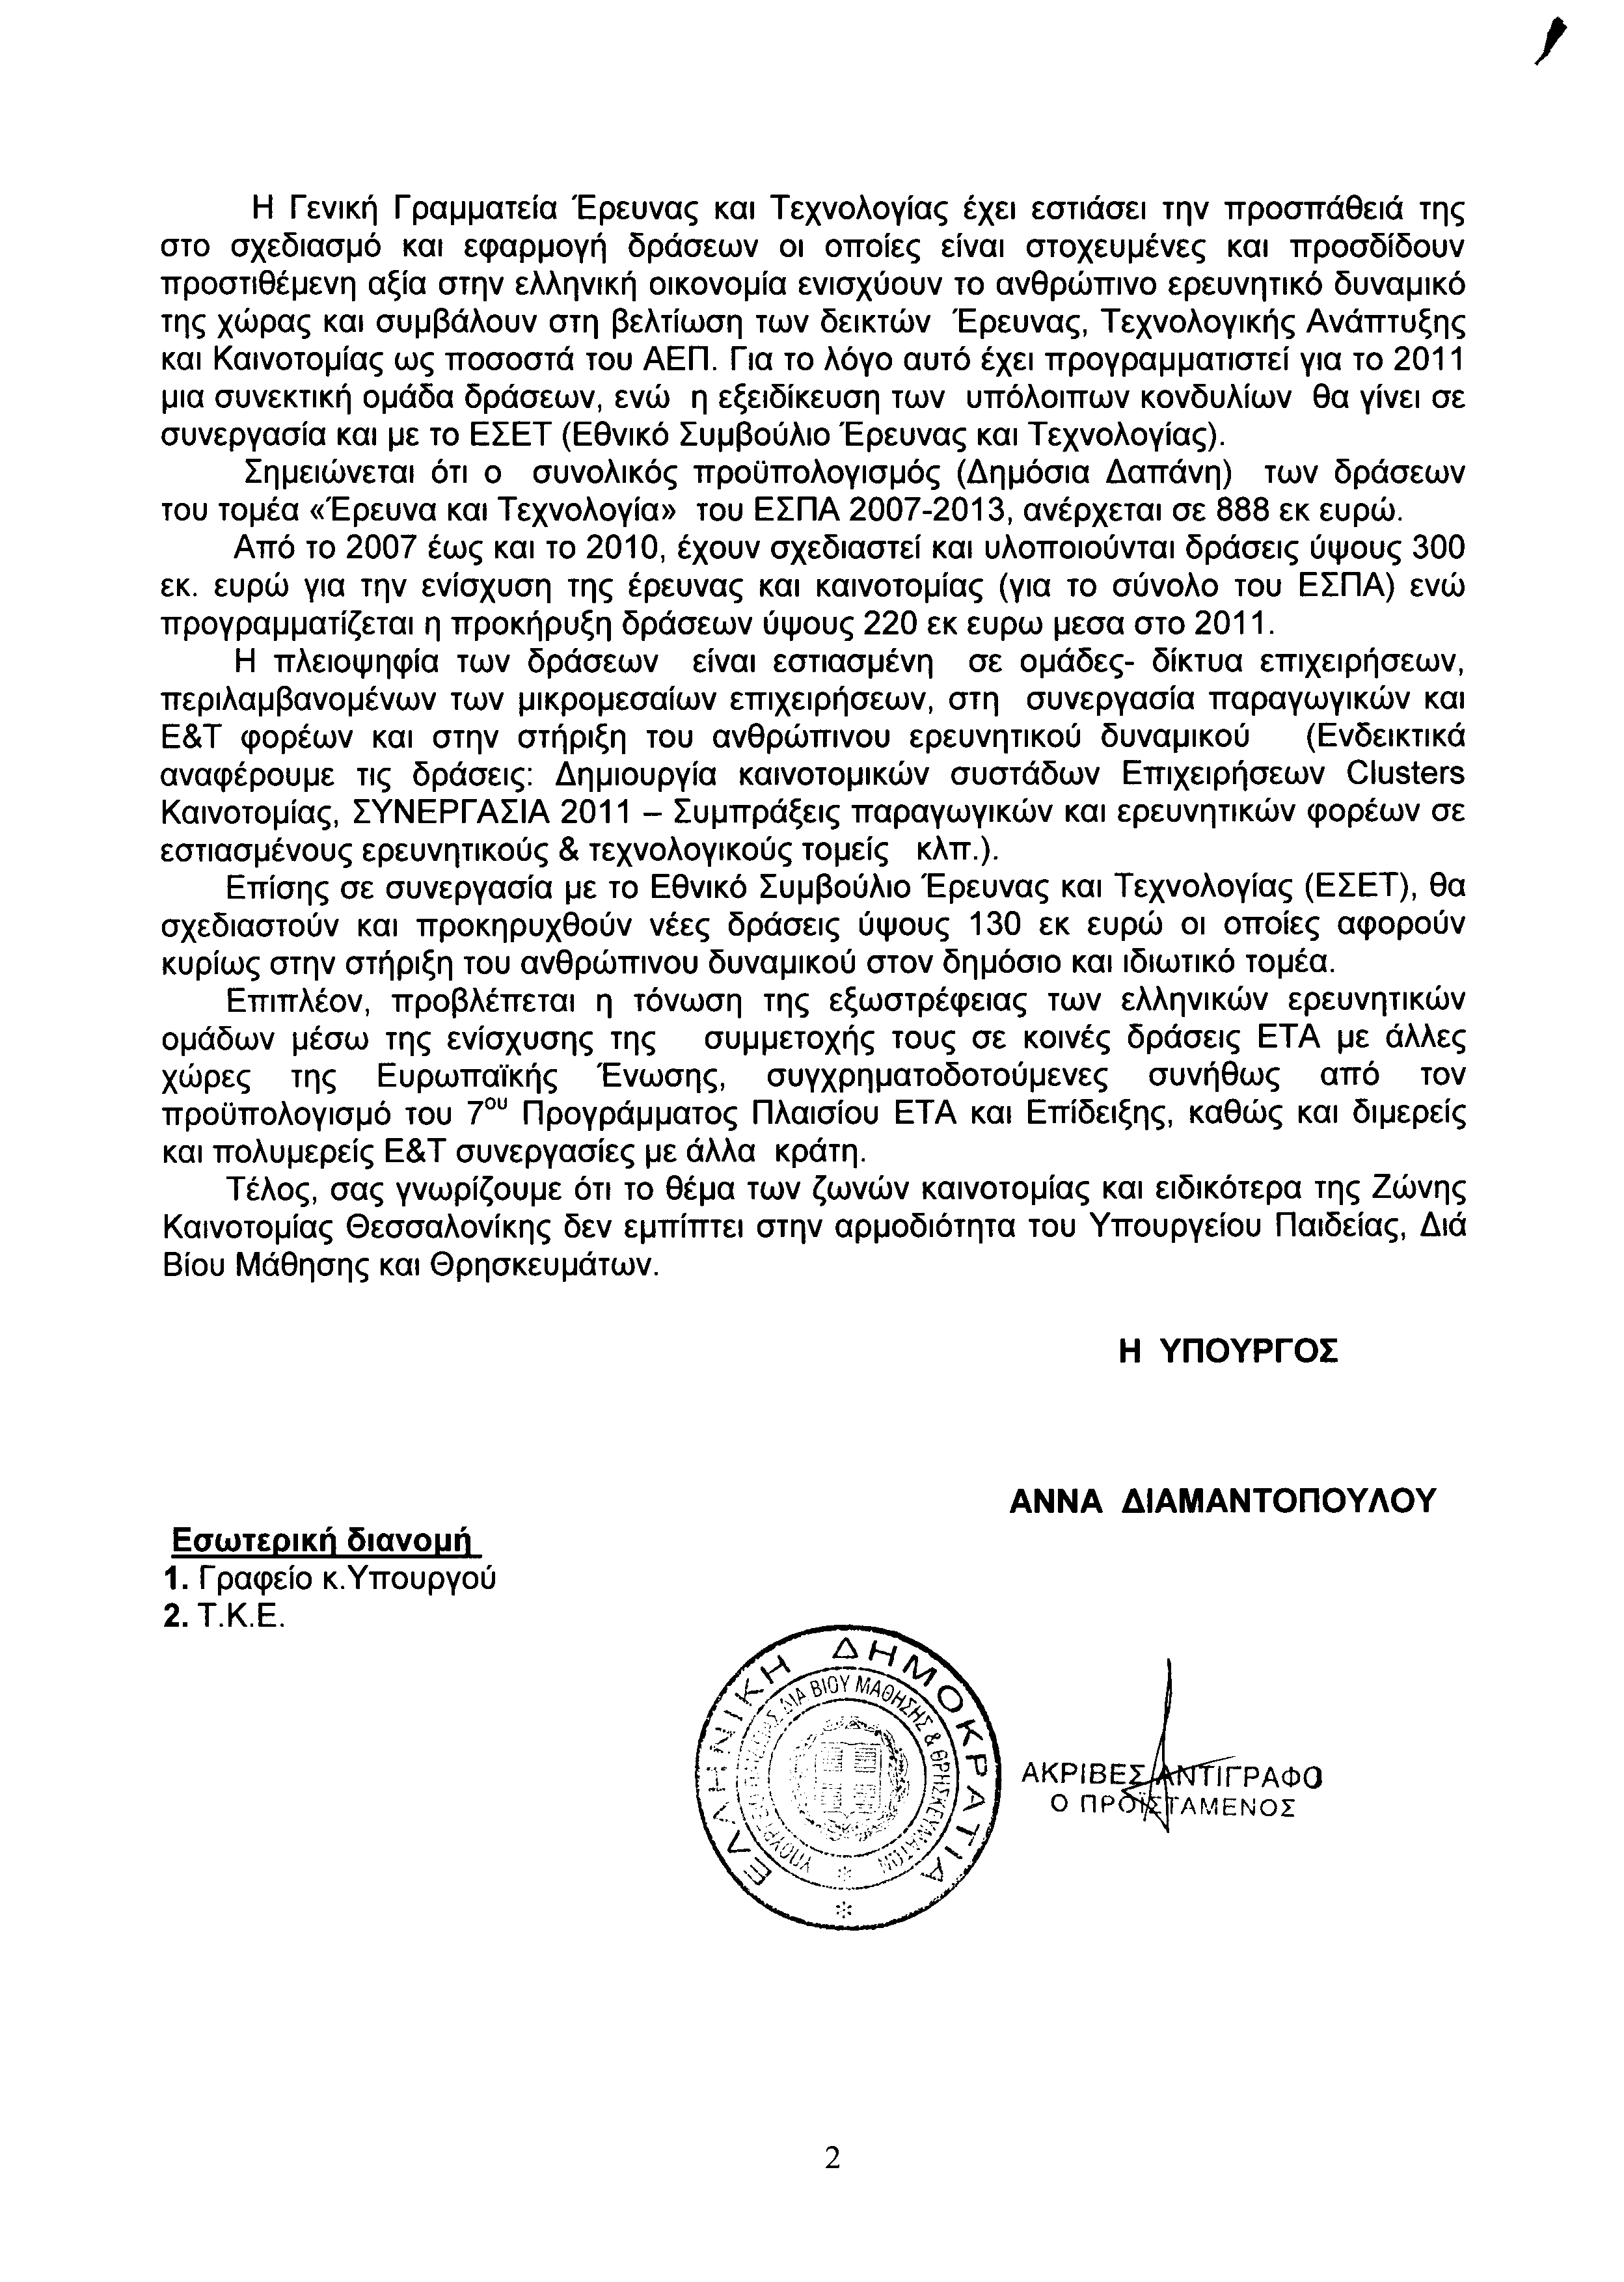 Η Γενική Γραμματεία Έρευνας και Τεχνολογίας έχει εστιάσει την προσπάθειά της
στο σχεδιασμό και εφαρμογή δράσεων οι οποίες είναι στοχευμένες και προσδίδουν
προστιθέμενη αξία στην ελληνική οικονομία ενισχύουν το ανθρώπινο ερευνητικό δυναμικό
της χώρας και συμβάλουν στη βελτίωση των δεικτών Έρευνας, Τεχνολογικής Ανάπτυξης
και Καινοτομίας ως ποσοστά του ΑΕΠ. Για το λόγο αυτό έχει προγραμματιστεί για το 2011
μια συνεκτική ομάδα δράσεων, ενώ η εξειδίκευση των υπόλοιπων κονδυλίων θα γίνει σε
συνεργασία και με το ΕΣΕΤ (Εθνικό Συμβούλιο Έρευνας και Τεχνολογίας).
Σημειώνεται ότι ο συνολικός προϋπολογισμός (Δημόσια Δαπάνη) των δράσεων
του τομέα «Έρευνα και Τεχνολογία» του ΕΣΠΑ 2007-2013, ανέρχεται σε 888 εκ ευρώ.
Από το 2007 έως και το 2010, έχουν σχεδιαστεί και υλοποιούνται δράσεις ύψους 300
εκ. ευρώ για την ενίσχυση της έρευνας και καινοτομίας (για το σύνολο του ΕΣΠΑ) ενώ
προγραμματίζεται η προκήρυξη δράσεων ύψους 220 εκ ευρω μεσα στο 2011.
Η πλειοψηφία των δράσεων είναι εστιασμένη σε ομάδες- δίκτυα επιχειρήσεων,
περιλαμβανομένων των μικρομεσαίων επιχειρήσεων, στη συνεργασία παραγωγικών και
Ε&Τ φορέων και στην στήριξη του ανθρώπινου ερευνητικού δυναμικού (Ενδεικτικά
αναφέρουμε τις δράσεις: Δημιουργία καινοτομικών συστάδων Επιχειρήσεων Clusters
Καινοτομίας, ΣΥΝΕΡΓΑΣΙΑ 2011 – Συμπράξεις παραγωγικών και ερευνητικών φορέων σε
εστιασμένους ερευνητικούς & τεχνολογικούς τομείς κλπ.).
Επίσης σε συνεργασία με το Εθνικό Συμβούλιο Έρευνας και Τεχνολογίας (ΕΣΕΤ), θα
σχεδιαστούν και προκηρυχθούν νέες δράσεις ύψους 130 εκ ευρώ οι οποίες αφορούν
κυρίως στην στήριξη του ανθρώπινου δυναμικού στον δημόσιο και ιδιωτικό τομέα.
Επιπλέον, προβλέπεται η τόνωση της εξωστρέφειας των ελληνικών ερευνητικών
ομάδων μέσω της ενίσχυσης της συμμετοχής τους σε κοινές δράσεις ΕΤΑ με άλλες
χώρες της Ευρωπαϊκής Ένωσης, συγχρηματοδοτούμενες συνήθως από τον
προϋπολογισμό του 7ου Προγράμματος Πλαισίου ΕΤΑ και Επίδειξης, καθώς και διμερείς
και πολυμερείς Ε&Τ συνεργασίες με άλλα κράτη.
Τέλος, σας γνωρίζουμε ότι το θέμα των ζωνών καινοτομίας και ειδικότερα της Ζώνης
Καινοτομίας Θεσσαλονίκης δεν εμπίπτει στην αρμοδιότητα του Υπουργείου Παιδείας, Διά
Βίου Μάθησης και Θρησκευμάτων.
Η ΥΠΟΥΡΓΟΣ
ΑΝΝΑ ΔΙΑΜΑΝΤΟΠΟΥΛΟΥ
Εσωτερική διανομή
1. Γραφείο κ.Υπουργού
2. Τ.Κ.Ε.
ΕΛΛΗΝΙΚΗ ΔΗΜΟΚΡΑΤΙΑ
ΔΙΑ ΒΙΟΥ ΜΑΘΗΣΗΣ & ΘΡΗΣΚΕΥΜΑΤΩΝ
ΑΚΡΙΒΕΣ ΑΝΤΙΓΡΑΦΟ
Ο ΠΡΟΪΣΤΑΜΕΝΟΣ
2